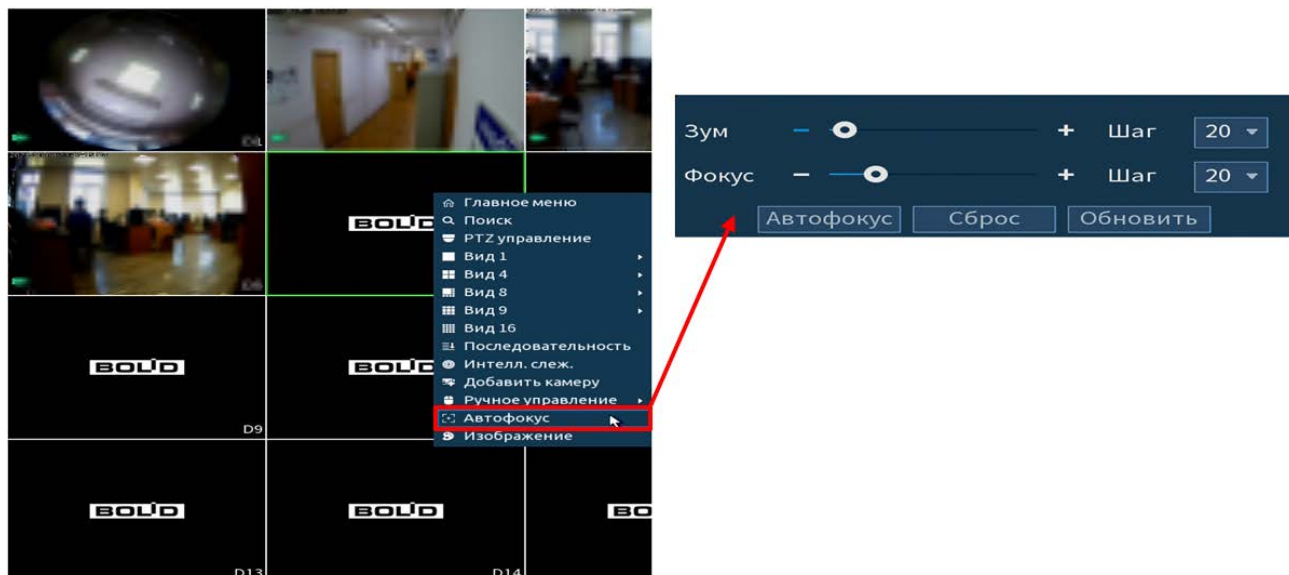 D1
D6
BOLID
Главное меню
Поиск
PTZ управление
Вид 1
Вид 4
Вид 8
Вид 9
Вид 16
Последовательность
Интелл. слеж.
Добавить камеру
Ручное управление
Автофокус
Изображение
BOLID
BOLID
D9
BOLID
BOLID
BO
D13
D14
Зум - + Шаг 20
Фокус - + Шаг 20
Автофокус Сброс Обновить